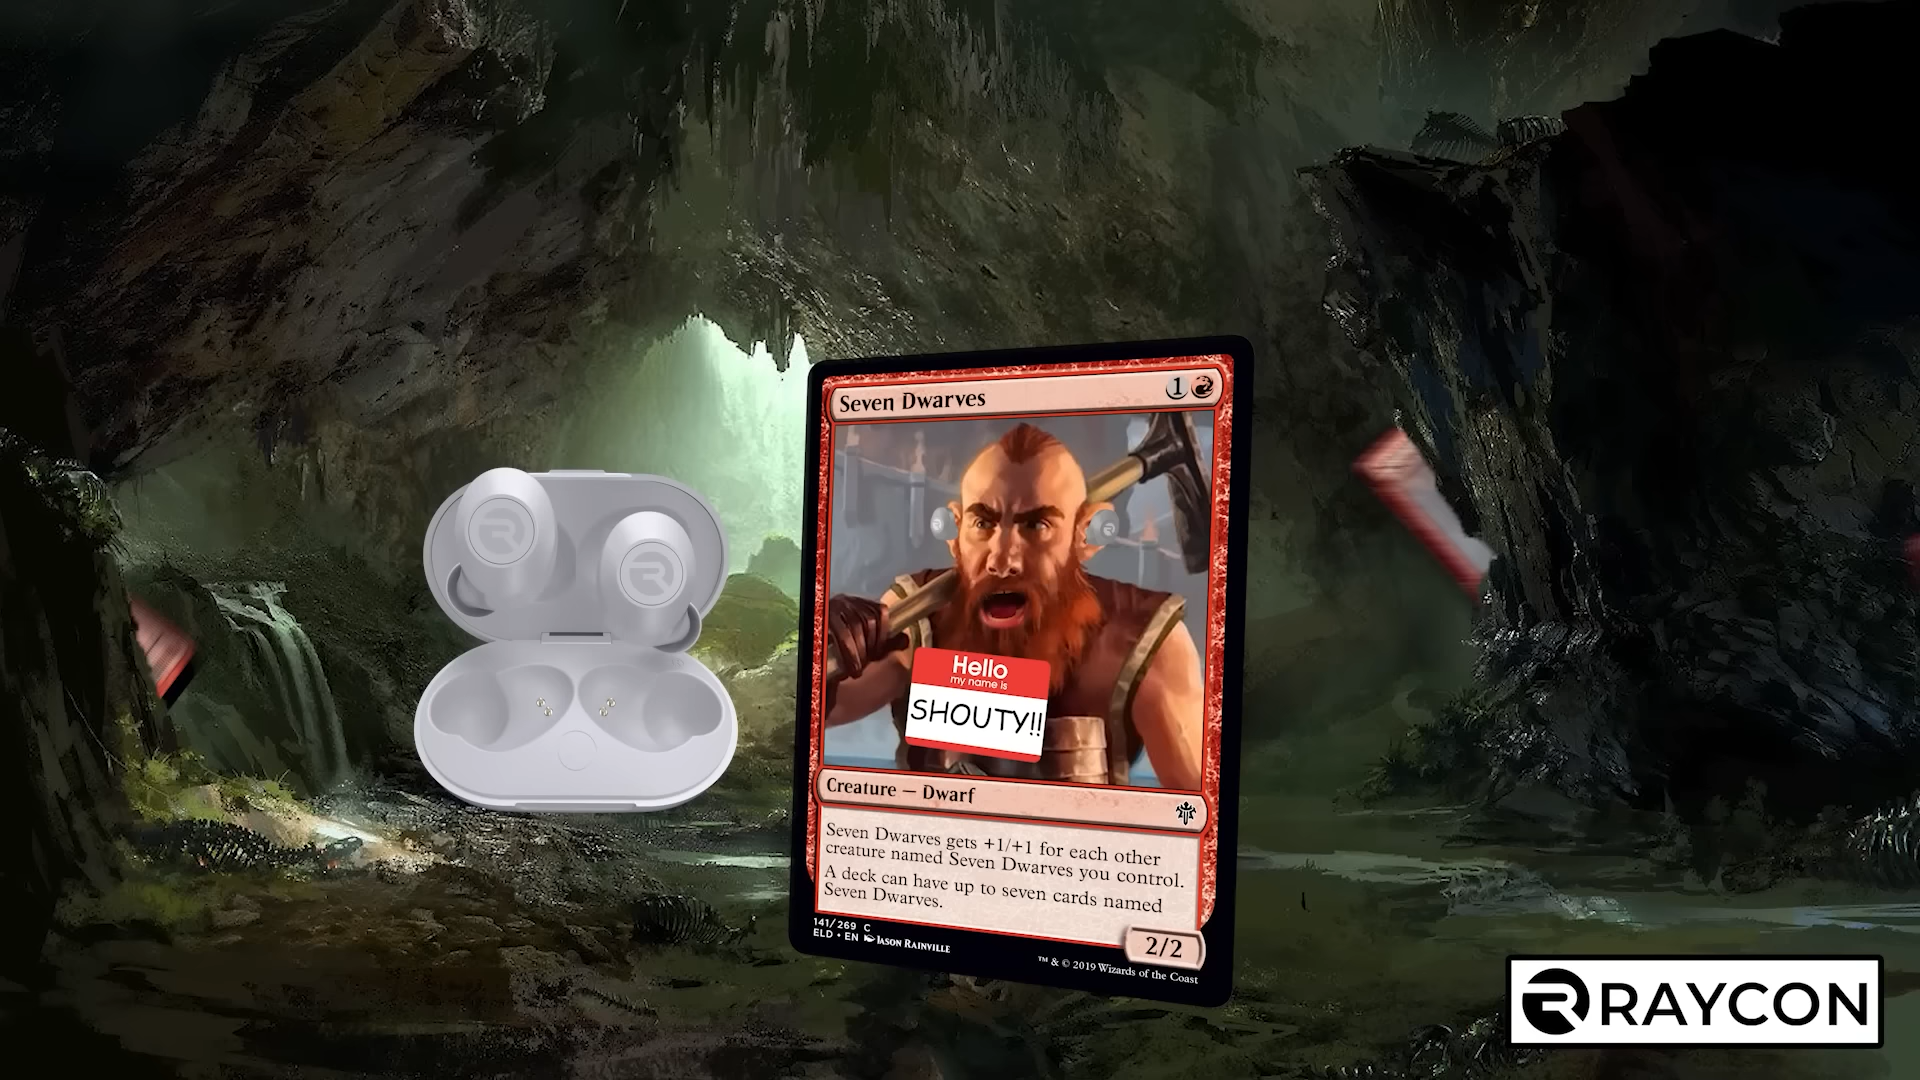 Seven Dwarves
1
Hello
my name is
SHOUTY!!
Creature — Dwarf
Seven Dwarves gets +1/+1 for each other
creature named Seven Dwarves you control.
A deck can have up to seven cards named
Seven Dwarves.
2/2
141/269 C
ELD • EN Jason Rainville
™ & © 2019 Wizards of the Coast
RAYCON